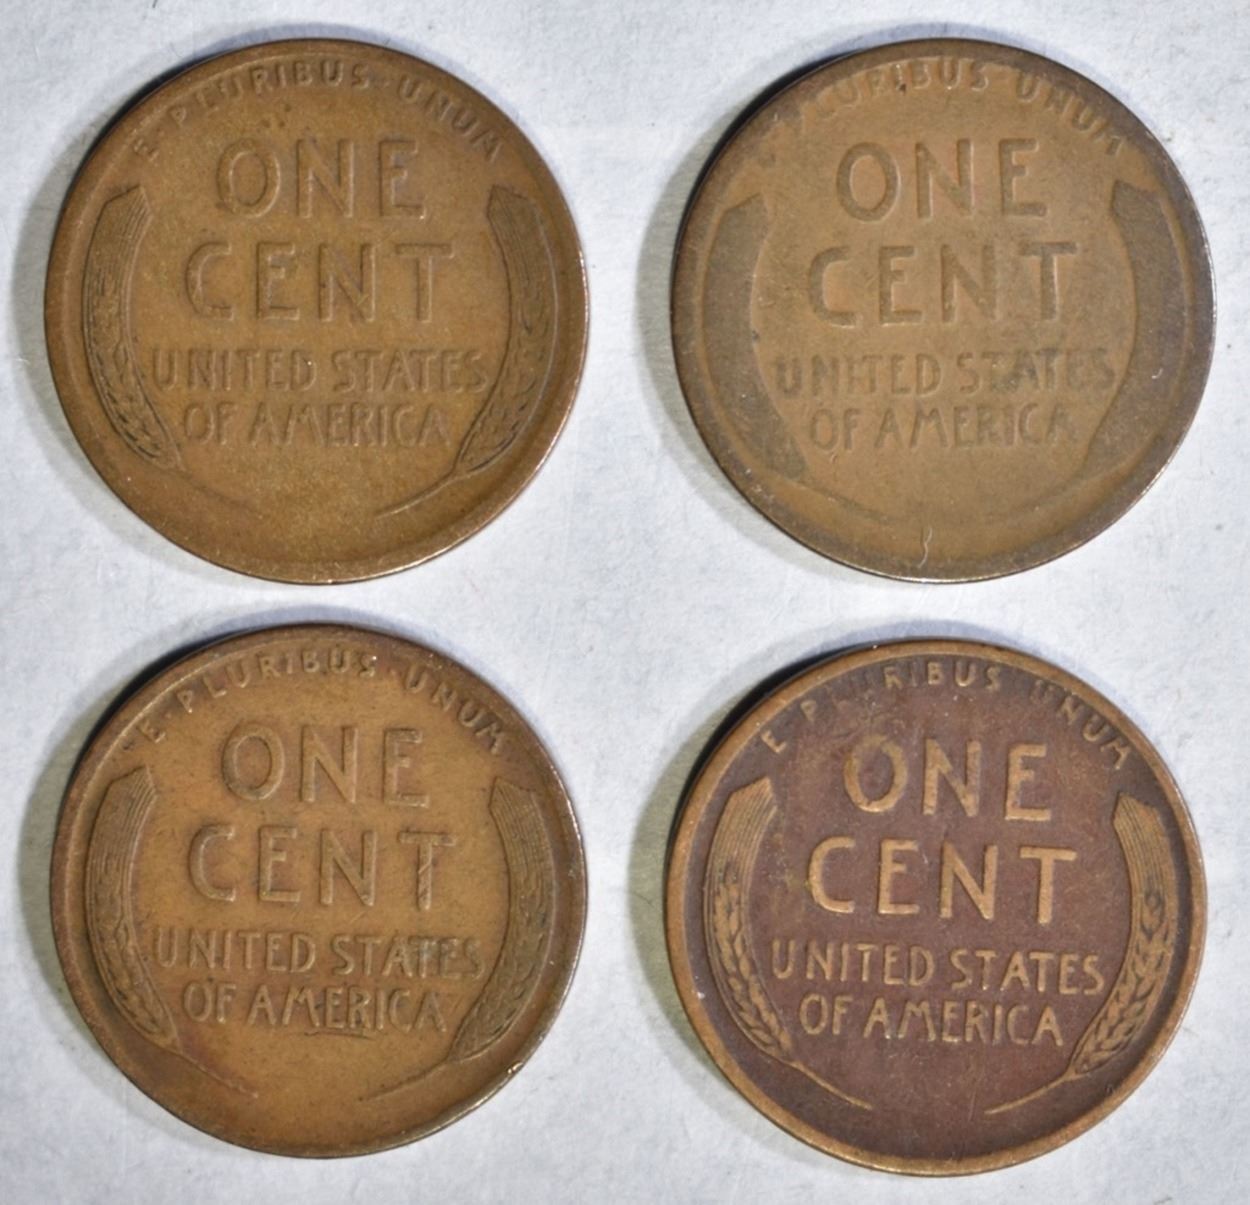 E · PLURIBUS · UNUM
ONE
CENT
UNITED STATES
OF AMERICA
PLURIBUS · UNUM
ONE
CENT
UNITED STATES
OF AMERICA
E · PLURIBUS · UNUM
ONE
CENT
UNITED STATES
OF AMERICA
E PLURIBUS · UNUM
ONE
CENT
UNITED STATES
OF AMERICA